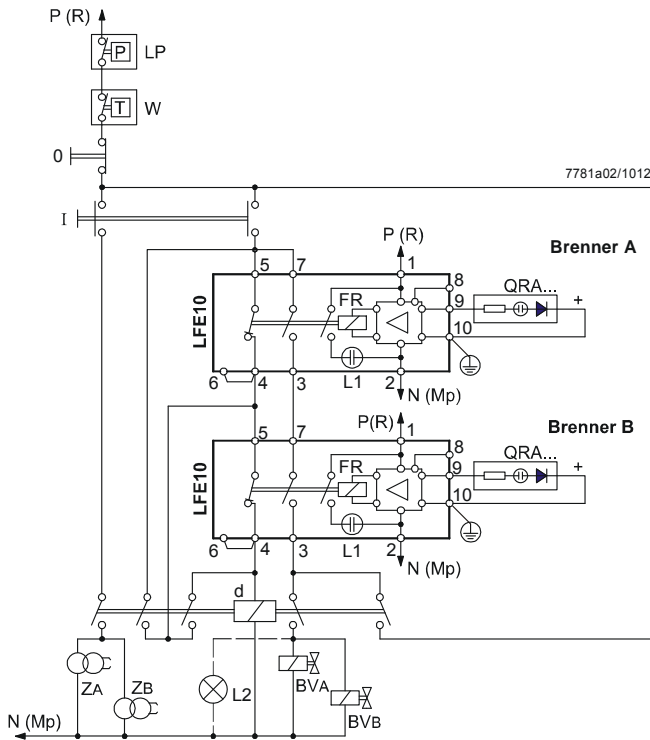 P (R)
P LP
T W
0
7781a02/1012
I
P (R)
Brenner A
5 7 1 8
QRA...
LFE10
FR
9
+
10
6 4 3 L1 2
N (Mp)
P(R)
Brenner B
5 7 1 8
QRA...
LFE10
FR
9
+
10
6 4 3 L1 2
N (Mp)
d
ZA ZB L2 BVA
BVB
N (Mp)